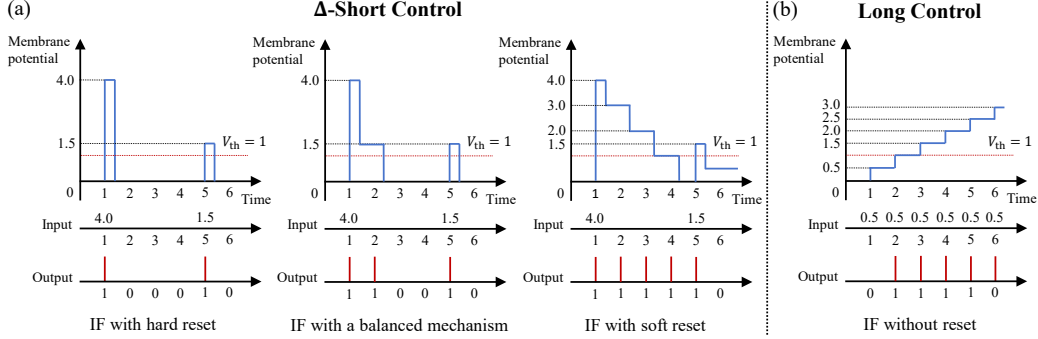 (a)
Δ-Short Control
Membrane
potential
4.0
1.5
V_th = 1
0
1 2 3 4 5 6 Time
Input
4.0 1.5
1 2 3 4 5 6
Output
1 0 0 0 1 0
IF with hard reset
Membrane
potential
4.0
1.5
V_th = 1
0
1 2 3 4 5 6 Time
Input
4.0 1.5
1 2 3 4 5 6
Output
1 1 0 0 1 0
IF with a balanced mechanism
Membrane
potential
4.0
3.0
2.0
1.5
V_th = 1
0
1 2 3 4 5 6 Time
Input
4.0 1.5
1 2 3 4 5 6
Output
1 1 1 1 1 0
IF with soft reset
(b)
Long Control
Membrane
potential
3.0
2.5
2.0
1.5
0.5
V_th = 1
0
1 2 3 4 5 6 Time
Input
0.5 0.5 0.5 0.5 0.5 0.5
1 2 3 4 5 6
Output
0 1 1 1 1 0
IF without reset